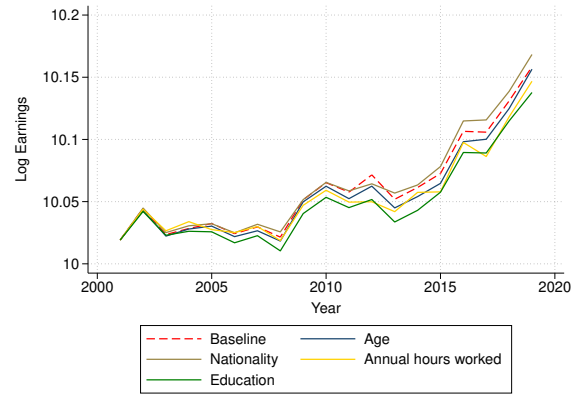 10.2
10.15
10.1
10.05
10
Log Earnings
2000 2005 2010 2015 2020
Year
Baseline Age
Nationality Annual hours worked
Education